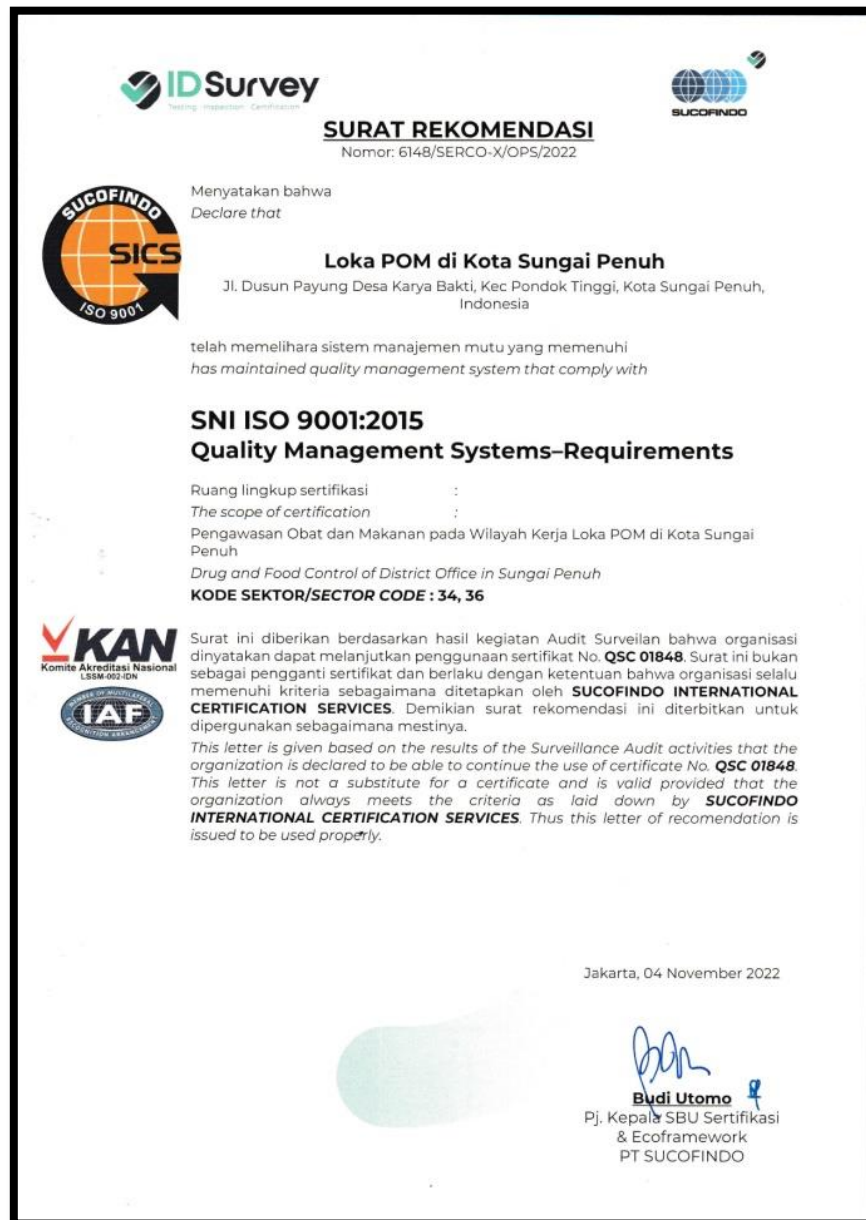 IDSurvey
Testing · Inspection · Certification
SUCOFINDO
SURAT REKOMENDASI
Nomor: 6148/SERCO-X/OPS/2022
SUCOFINDO
SICS
ISO 9001
Menyatakan bahwa
Declare that
Loka POM di Kota Sungai Penuh
Jl. Dusun Payung Desa Karya Bakti, Kec Pondok Tinggi, Kota Sungai Penuh,
Indonesia
telah memelihara sistem manajemen mutu yang memenuhi
has maintained quality management system that comply with
SNI ISO 9001:2015
Quality Management Systems–Requirements
Ruang lingkup sertifikasi :
The scope of certification :
Pengawasan Obat dan Makanan pada Wilayah Kerja Loka POM di Kota Sungai
Penuh
Drug and Food Control of District Office in Sungai Penuh
KODE SEKTOR/SECTOR CODE : 34, 36
KAN
Komite Akreditasi Nasional
LSSM-002-IDN
MEMBER OF MULTILATERAL
IAF
RECOGNITION ARRANGEMENT
Surat ini diberikan berdasarkan hasil kegiatan Audit Surveilan bahwa organisasi
dinyatakan dapat melanjutkan penggunaan sertifikat No. QSC 01848. Surat ini bukan
sebagai pengganti sertifikat dan berlaku dengan ketentuan bahwa organisasi selalu
memenuhi kriteria sebagaimana ditetapkan oleh SUCOFINDO INTERNATIONAL
CERTIFICATION SERVICES. Demikian surat rekomendasi ini diterbitkan untuk
dipergunakan sebagaimana mestinya.
This letter is given based on the results of the Surveillance Audit activities that the
organization is declared to be able to continue the use of certificate No. QSC 01848.
This letter is not a substitute for a certificate and is valid provided that the
organization always meets the criteria as laid down by SUCOFINDO
INTERNATIONAL CERTIFICATION SERVICES. Thus this letter of recomendation is
issued to be used properly.
Jakarta, 04 November 2022
Budi Utomo
Pj. Kepala SBU Sertifikasi
& Ecoframework
PT SUCOFINDO